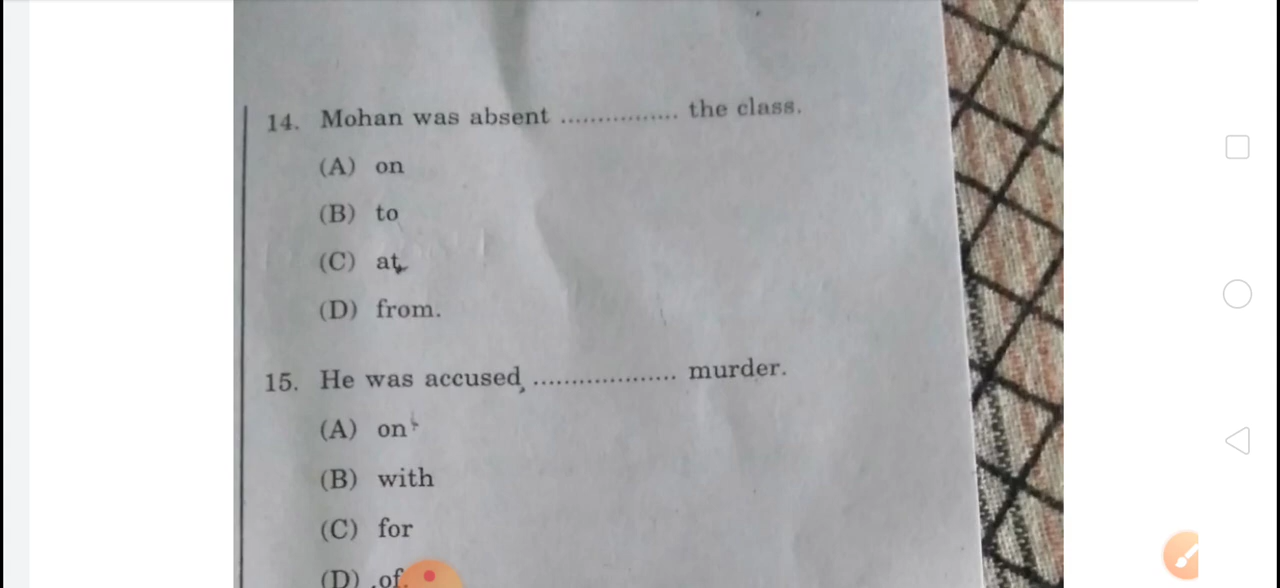 14. Mohan was absent ................ the class.
(A) on
(B) to
(C) at
(D) from.
15. He was accused ................... murder.
(A) on
(B) with
(C) for
(D) of.